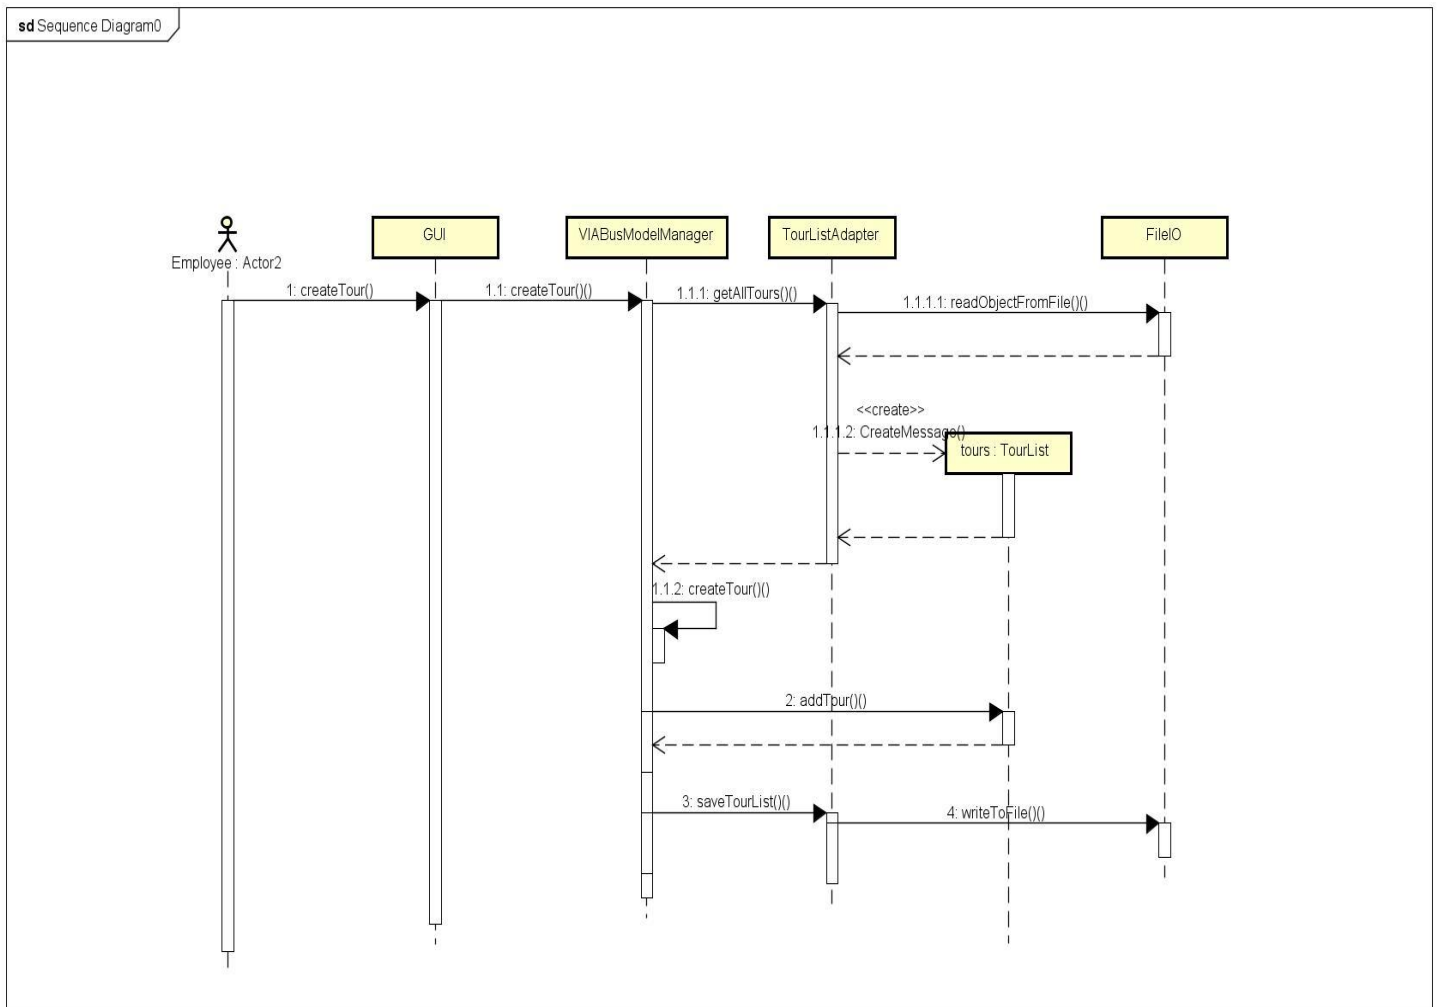 sd Sequence Diagram0
GUI
VIABusModelManager
TourListAdapter
FileIO
Employee : Actor2
1: createTour()
1.1: createTour()()
1.1.1: getAllTours()()
1.1.1.1: readObjectFromFile()()
<<create>>
1.1.1.2: CreateMessage()
tours : TourList
1.1.2: createTour()()
2: addTour()()
3: saveTourList()()
4: writeToFile()()